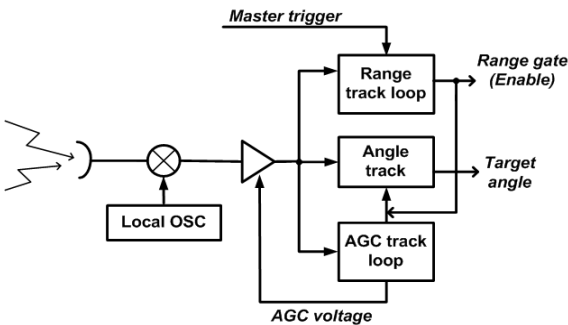 Master trigger
Range
track loop
Range gate
(Enable)
Angle
track
Target
angle
Local OSC
AGC track
loop
AGC voltage